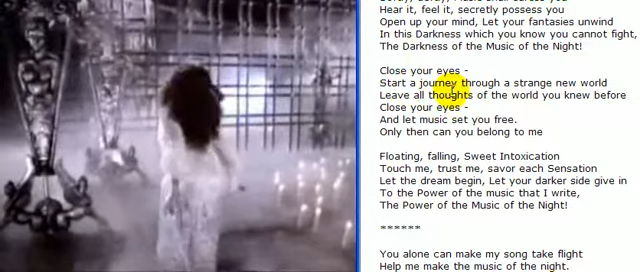 Hear it, feel it, secretly possess you
Open up your mind, Let your fantasies unwind
In this Darkness which you know you cannot fight,
The Darkness of the Music of the Night!
Close your eyes -
Start a journey through a strange new world
Leave all thoughts of the world you knew before
Close your eyes -
And let music set you free.
Only then can you belong to me
Floating, falling, Sweet Intoxication
Touch me, trust me, savor each Sensation
Let the dream begin, Let your darker side give in
To the Power of the music that I write,
The Power of the Music of the Night!
******
You alone can make my song take flight
Help me make the music of the night.